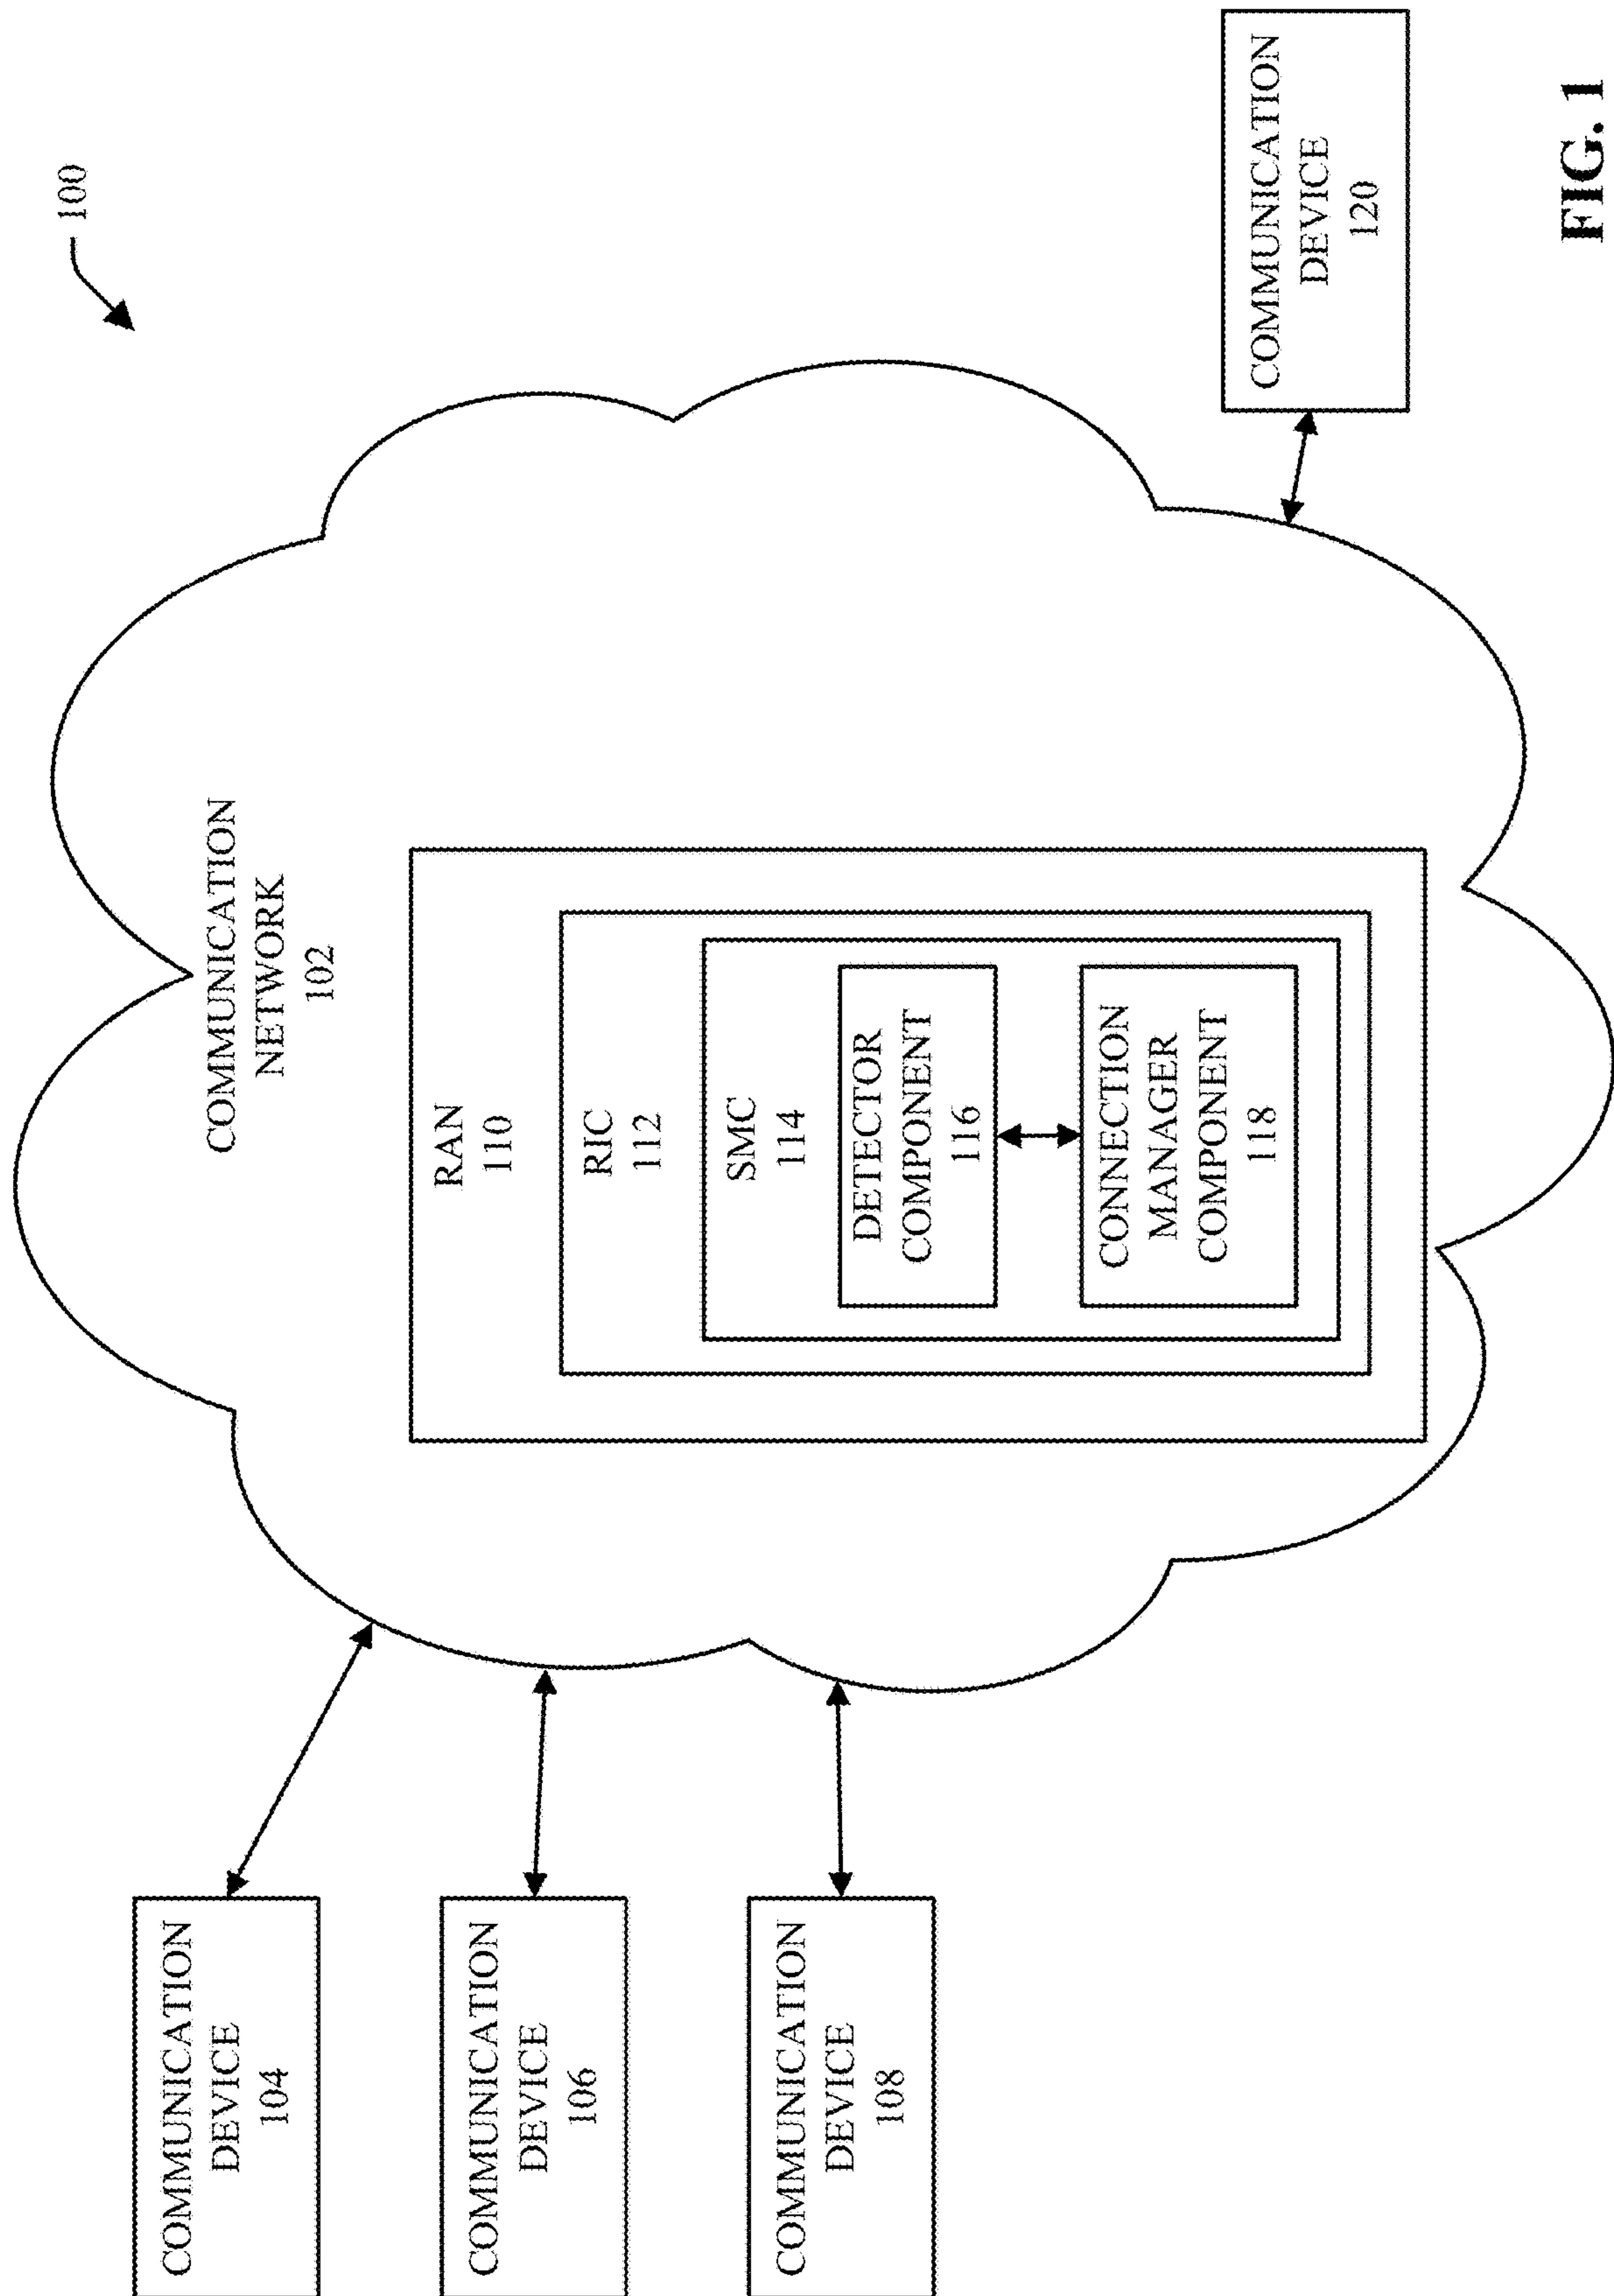 100
COMMUNICATION
NETWORK
102
COMMUNICATION
DEVICE
104
COMMUNICATION
DEVICE
106
COMMUNICATION
DEVICE
108
RAN
110
RIC
112
SMC
114
DETECTOR
COMPONENT
116
CONNECTION
MANAGER
COMPONENT
118
COMMUNICATION
DEVICE
120
FIG. 1